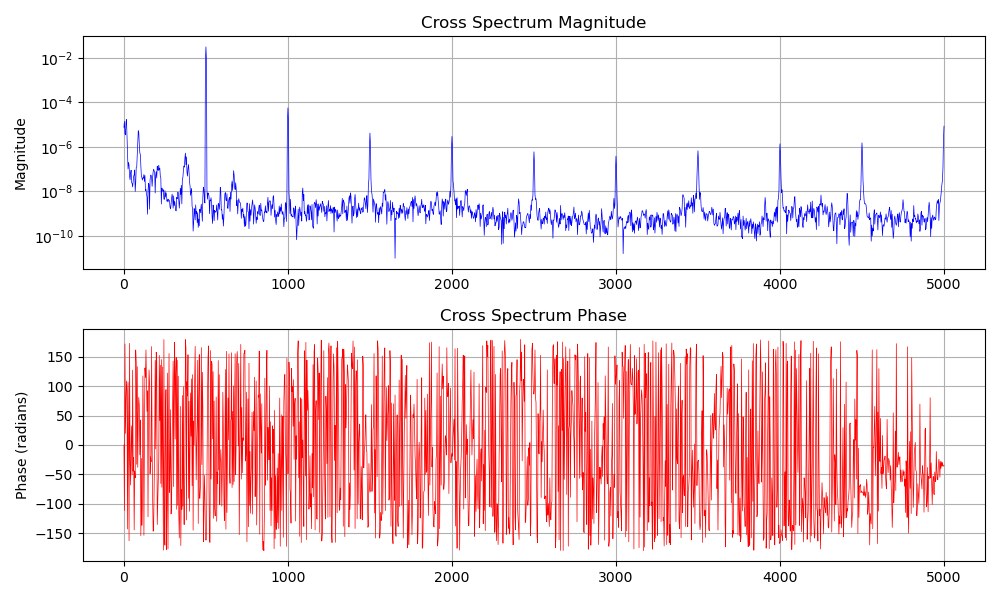 Cross Spectrum Magnitude
Magnitude
10⁻²
10⁻⁴
10⁻⁶
10⁻⁸
10⁻¹⁰
0 1000 2000 3000 4000 5000
Cross Spectrum Phase
Phase (radians)
150
100
50
0
−50
−100
−150
0 1000 2000 3000 4000 5000